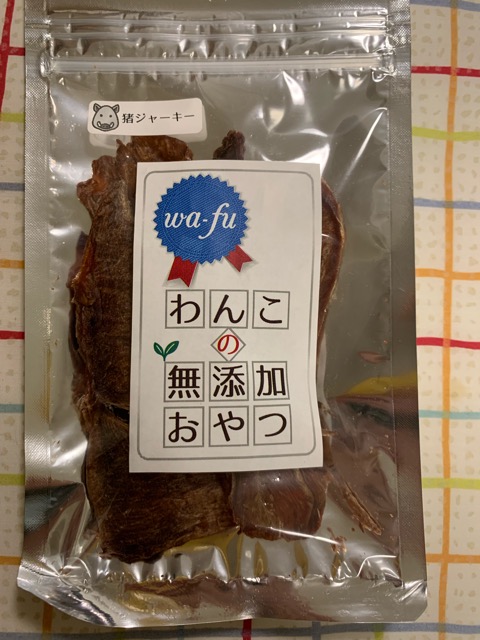 猪ジャーキー
wa-fu
わんこ
の
無添加
おやつ